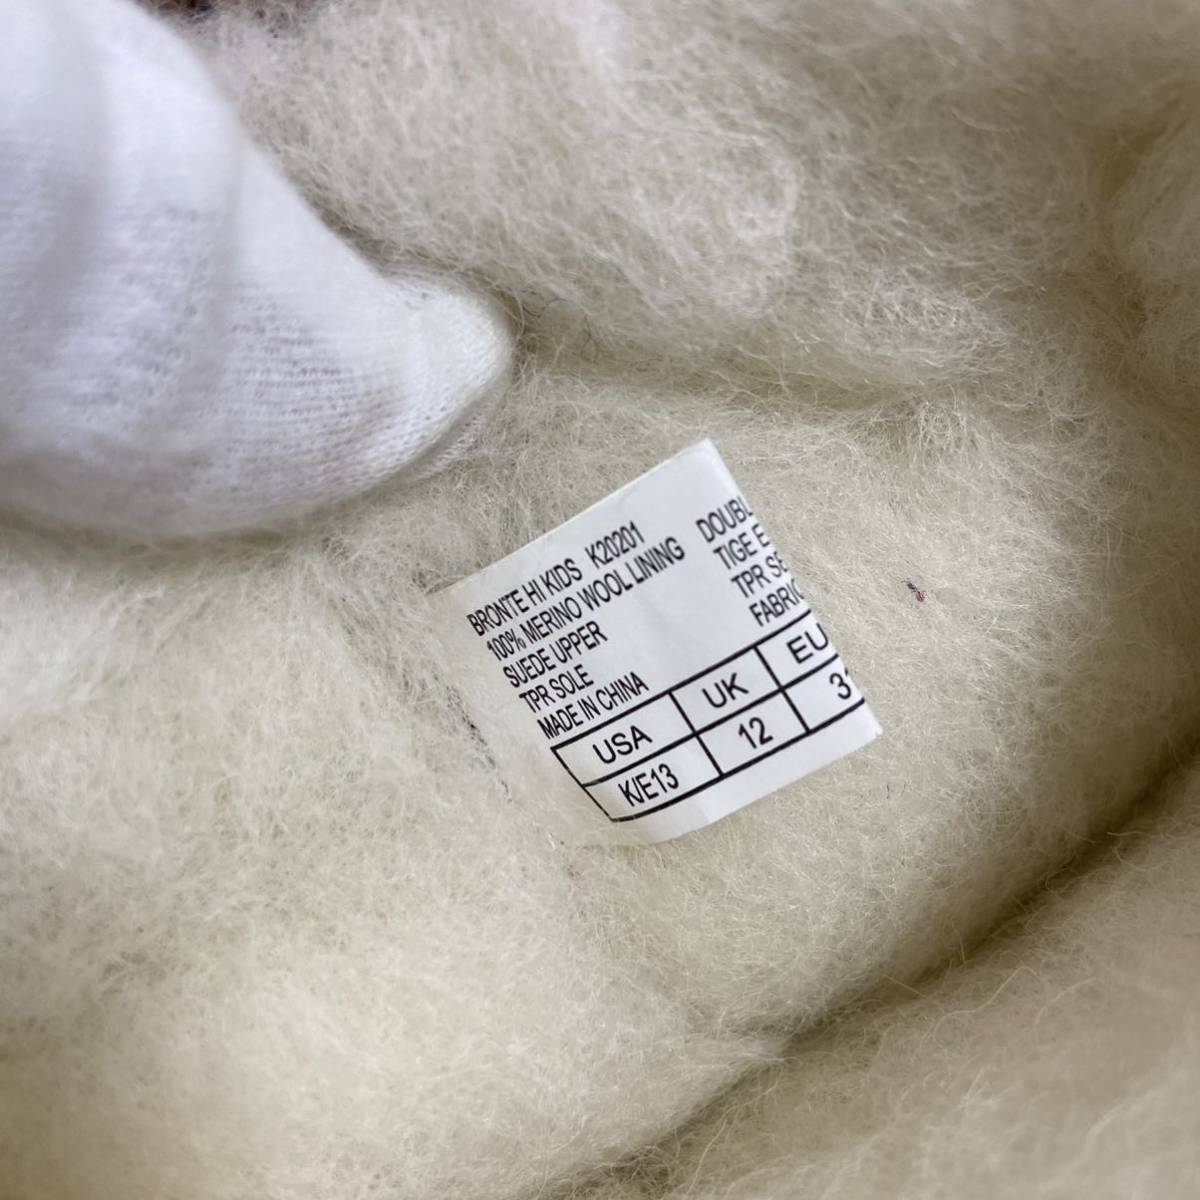 BRONTE HI KIDS K20201
100% MERINO WOOL LINING
SUEDE UPPER
TPR SOLE
MADE IN CHINA
DOUBL
TIGE E
TPR SE
FABRIC
USA UK EU
K/E13 12 3